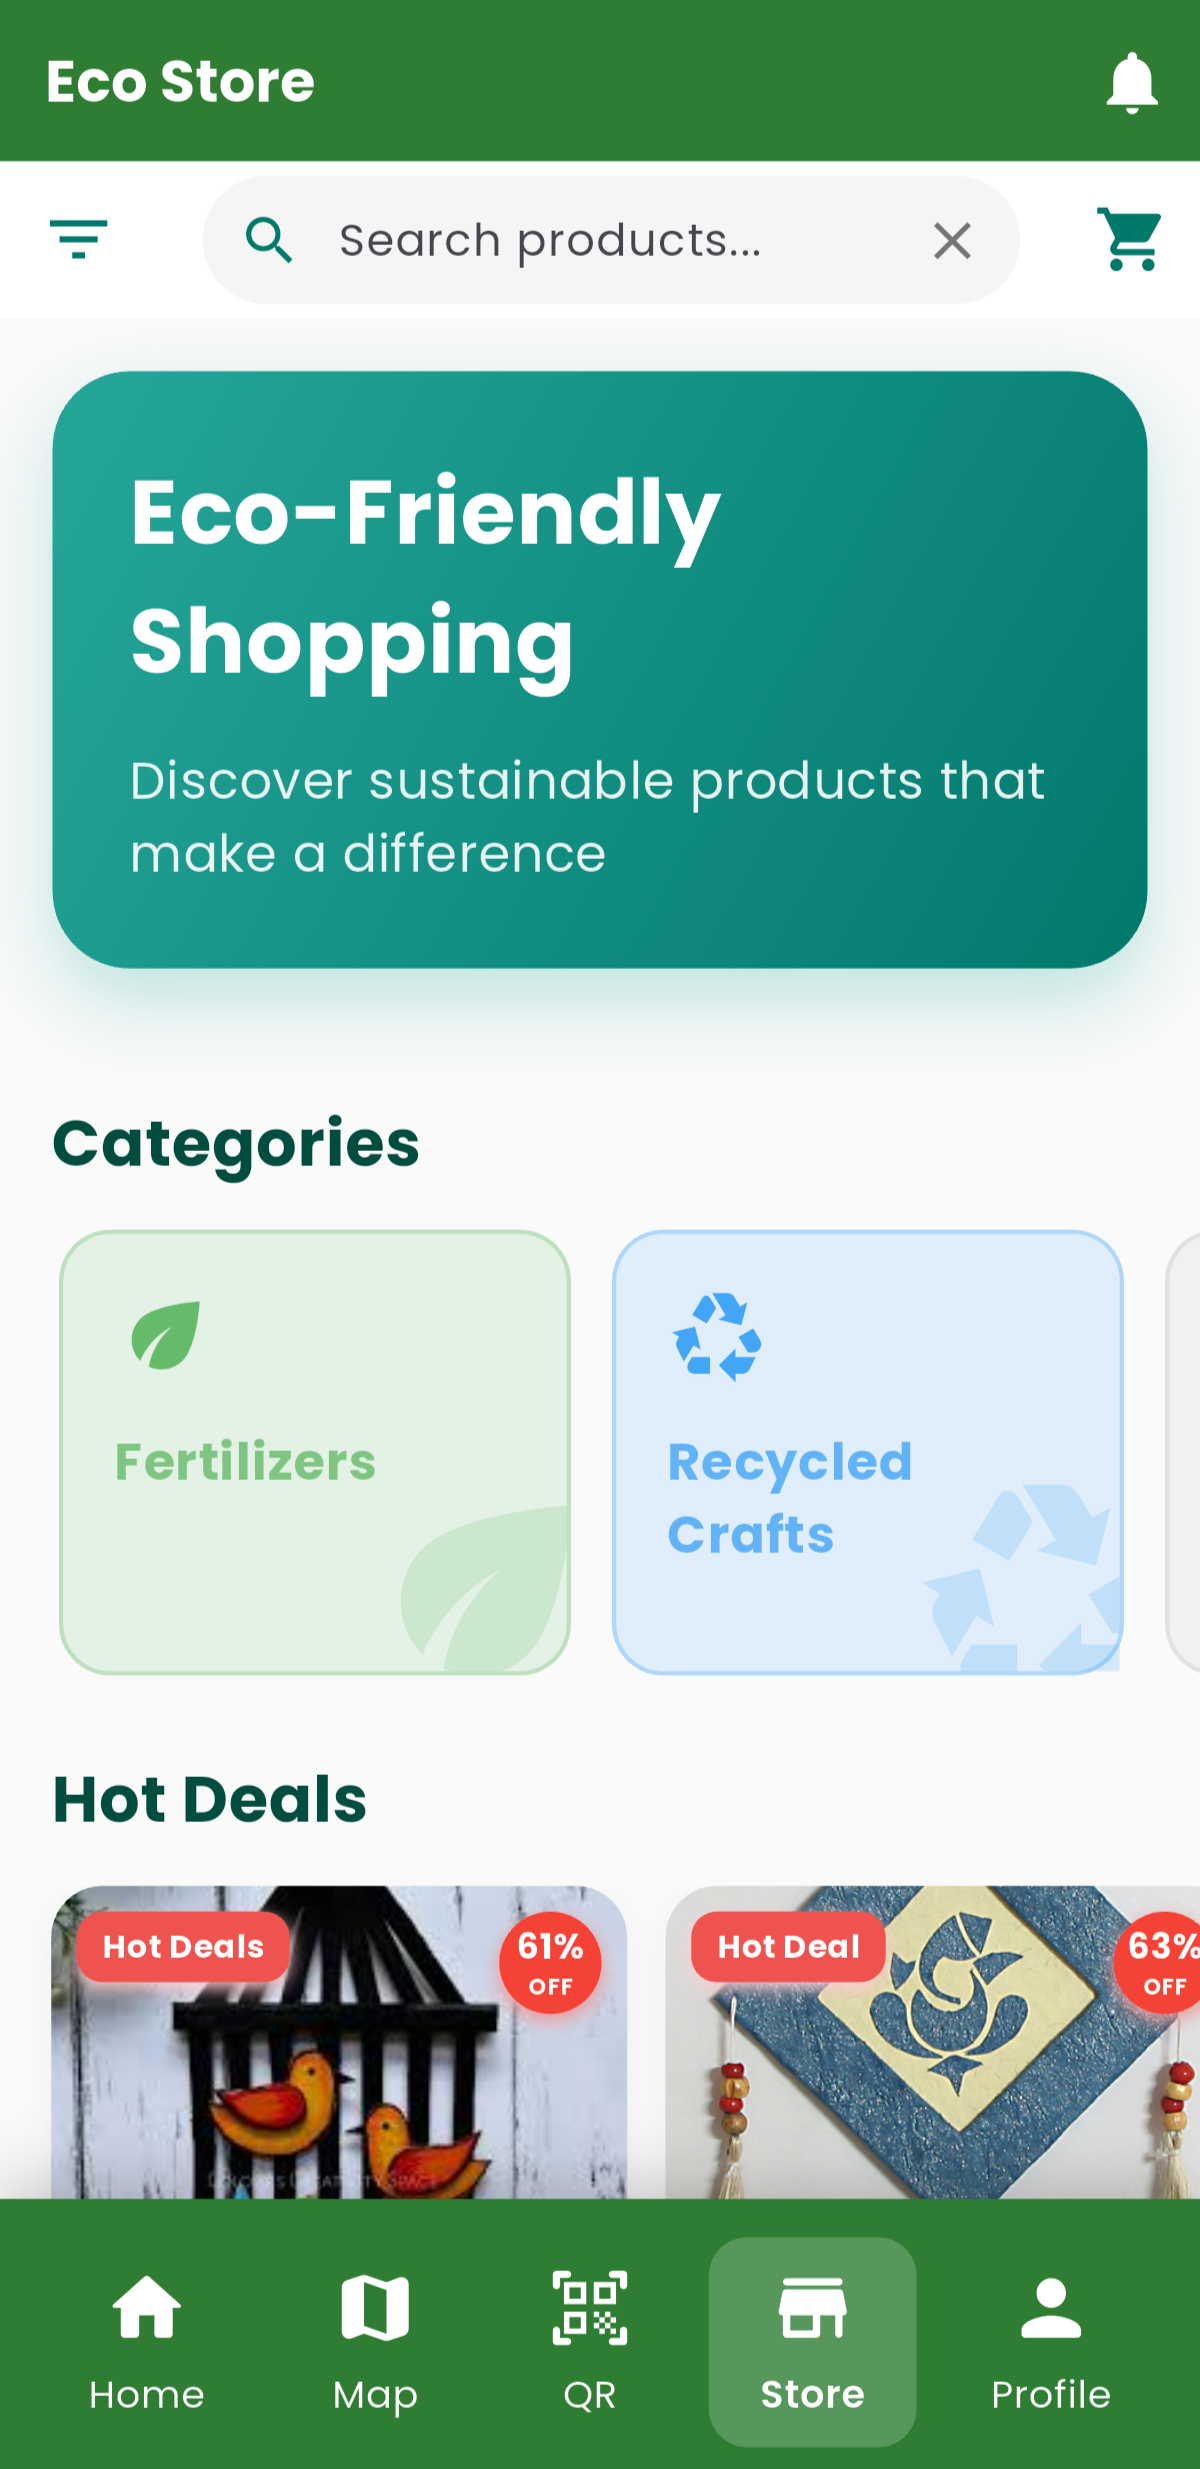 Eco Store
Search products...
Eco-Friendly
Shopping
Discover sustainable products that
make a difference
Categories
Fertilizers
Recycled
Crafts
Hot Deals
Hot Deals
61%
OFF
Hot Deal
63%
OFF
Home
Map
QR
Store
Profile